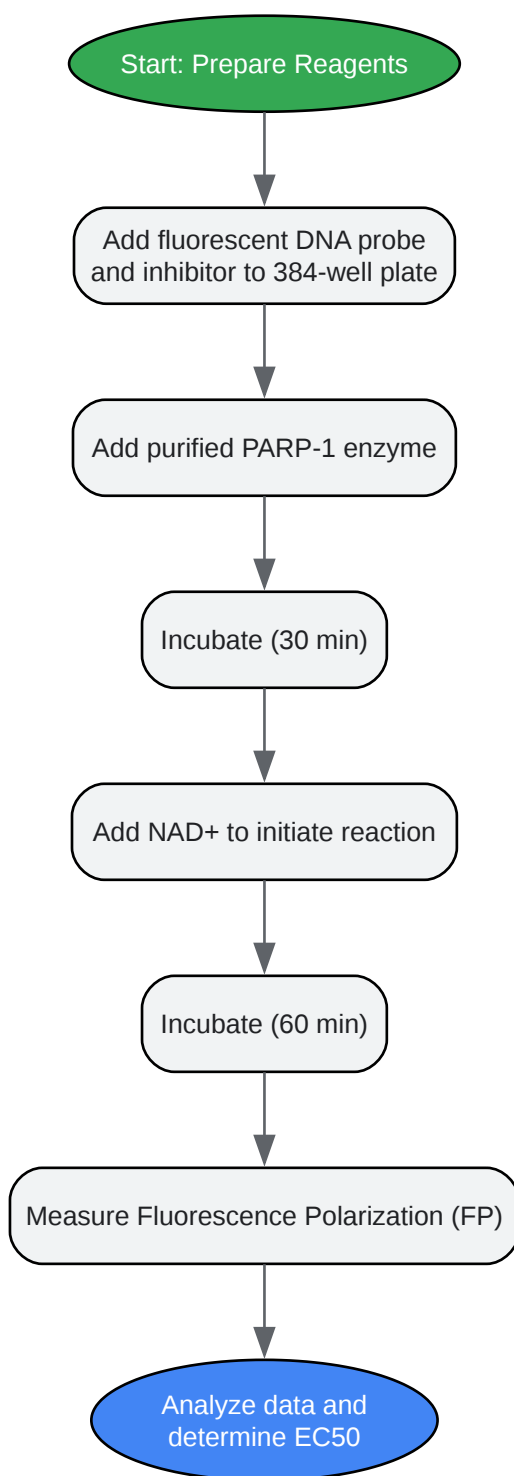 Start: Prepare Reagents
Add fluorescent DNA probe
and inhibitor to 384-well plate
Add purified PARP-1 enzyme
Incubate (30 min)
Add NAD+ to initiate reaction
Incubate (60 min)
Measure Fluorescence Polarization (FP)
Analyze data and
determine EC50